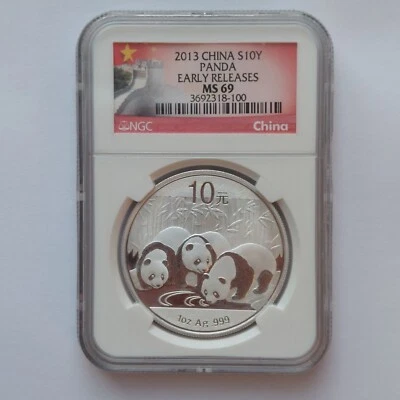 2013 CHINA S10Y
PANDA
EARLY RELEASES
MS 69
3692318-100
NGC
China
10元
1oz Ag .999